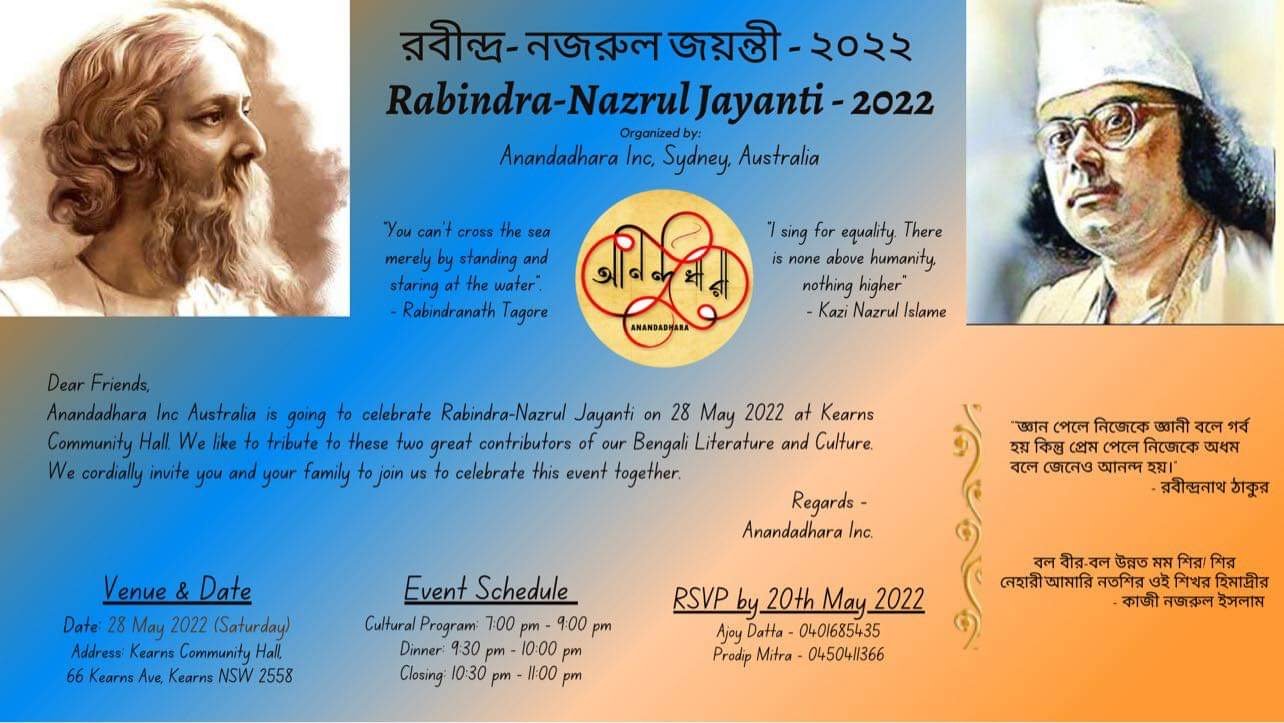 রবীন্দ্র- নজরুল জয়ন্তী - ২০২২
Rabindra-Nazrul Jayanti - 2022
Organized by:
Anandadhara Inc, Sydney, Australia
"You can't cross the sea
merely by standing and
staring at the water".
- Rabindranath Tagore
আনন্দধারা
ANANDADHARA
"I sing for equality. There
is none above humanity,
nothing higher"
- Kazi Nazrul Islame
Dear Friends,
Anandadhara Inc Australia is going to celebrate Rabindra-Nazrul Jayanti on 28 May 2022 at Kearns
Community Hall. We like to tribute to these two great contributors of our Bengali Literature and Culture.
We cordially invite you and your family to join us to celebrate this event together.
Regards -
Anandadhara Inc.
"জ্ঞান পেলে নিজেকে জ্ঞানী বলে গর্ব
হয় কিন্তু প্রেম পেলে নিজেকে অধম
বলে জেনেও আনন্দ হয়।"
- রবীন্দ্রনাথ ঠাকুর
বল বীর-বল উন্নত মম শির! শির
নেহারী আমারি নতশির ওই শিখর হিমাদ্রীর
- কাজী নজরুল ইসলাম
Venue & Date
Date: 28 May 2022 (Saturday)
Address: Kearns Community Hall,
66 Kearns Ave, Kearns NSW 2558
Event Schedule
Cultural Program: 7:00 pm - 9:00 pm
Dinner: 9:30 pm - 10:00 pm
Closing: 10:30 pm - 11:00 pm
RSVP by 20th May 2022
Ajoy Datta - 0401685435
Prodip Mitra - 0450411366